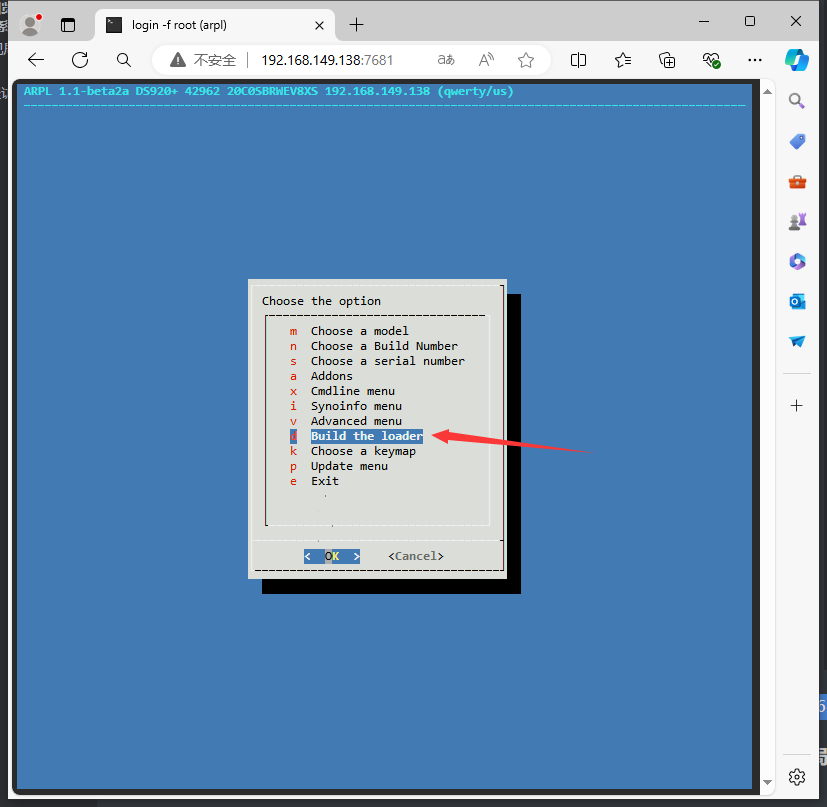 login -f root (arpl)
不安全 192.168.149.138:7681
ARPL 1.1-beta2a DS920+ 42962 20C0SBRWEV8XS 192.168.149.138 (qwerty/us)
Choose the option
m Choose a model
n Choose a Build Number
s Choose a serial number
a Addons
x Cmdline menu
i Synoinfo menu
v Advanced menu
d Build the loader
k Choose a keymap
p Update menu
e Exit
< OK > <Cancel>